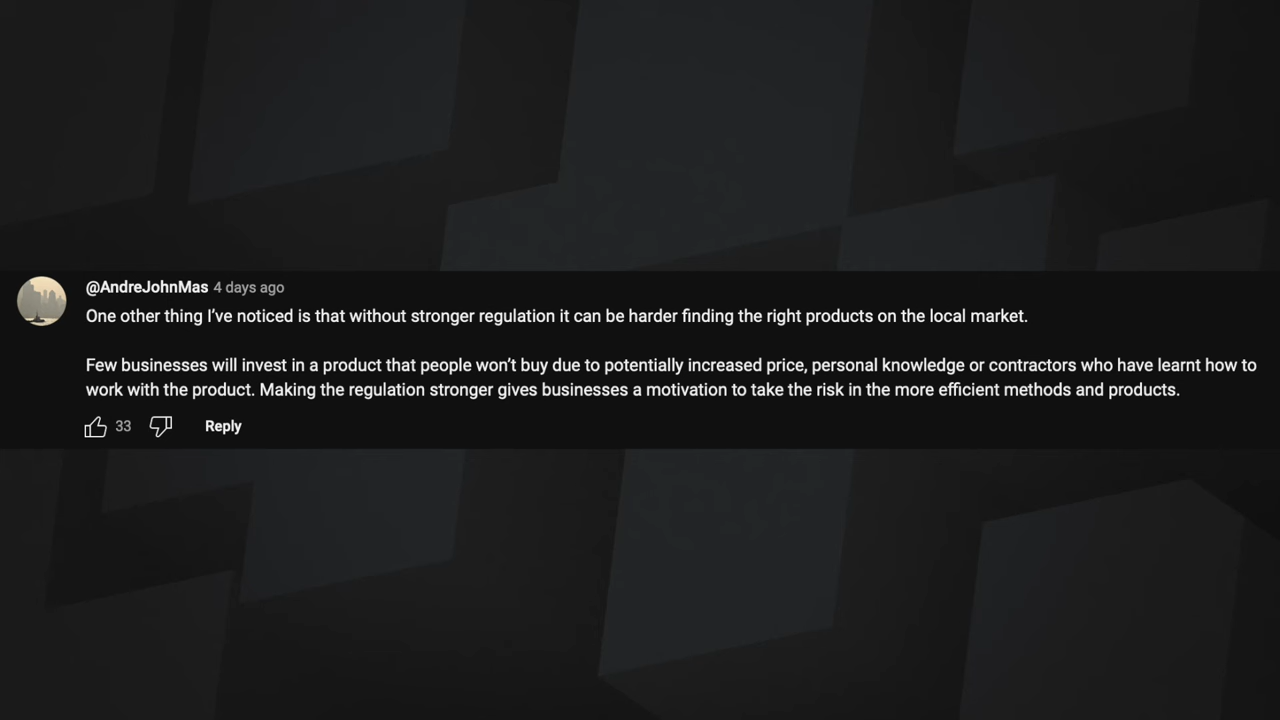 @AndreJohnMas 4 days ago
One other thing I’ve noticed is that without stronger regulation it can be harder finding the right products on the local market.
Few businesses will invest in a product that people won’t buy due to potentially increased price, personal knowledge or contractors who have learnt how to
work with the product. Making the regulation stronger gives businesses a motivation to take the risk in the more efficient methods and products.
33 Reply